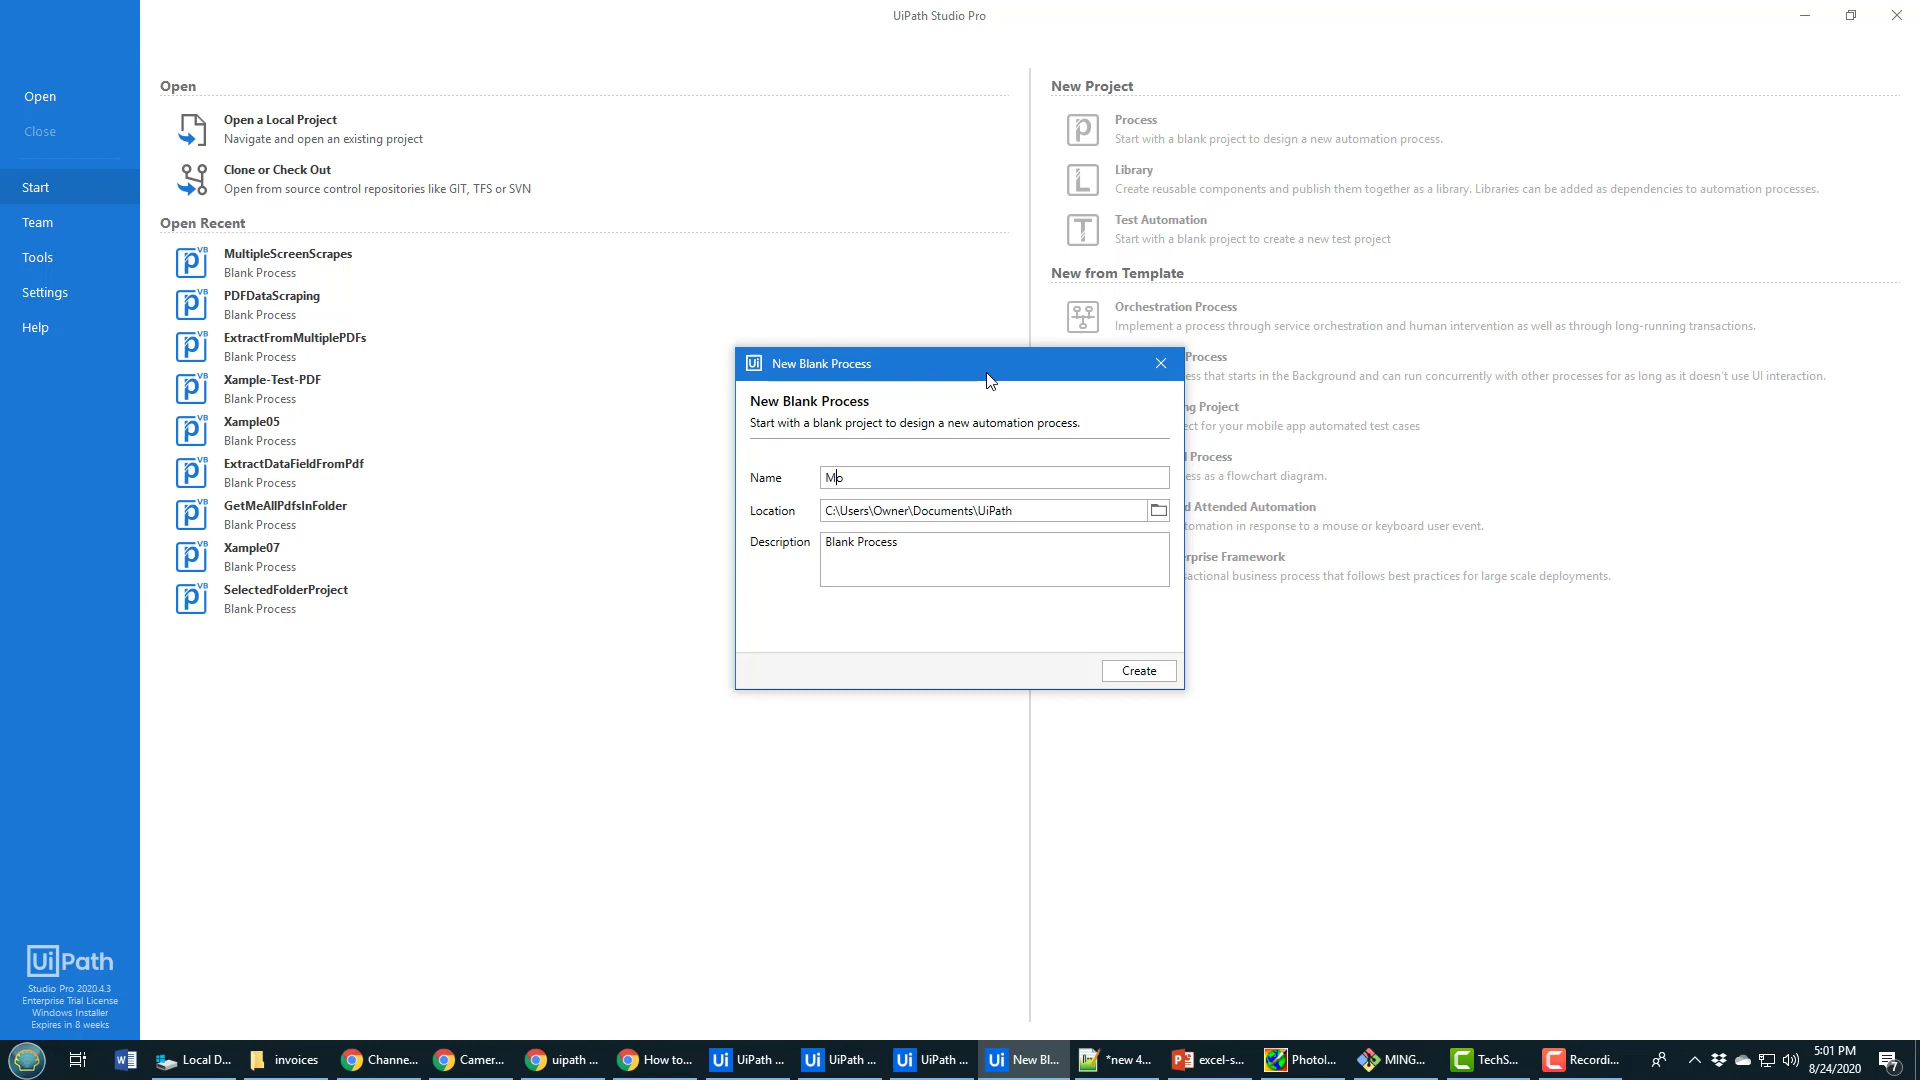 UiPath Studio Pro
Open
Close
Start
Team
Tools
Settings
Help
Ui Path
Studio Pro 2020.4.3
Enterprise Trial License
Windows Installer
Expires in 8 weeks
Open
Open a Local Project
Navigate and open an existing project
Clone or Check Out
Open from source control repositories like GIT, TFS or SVN
Open Recent
MultipleScreenScrapes
Blank Process
PDFDataScraping
Blank Process
ExtractFromMultiplePDFs
Blank Process
Xample-Test-PDF
Blank Process
Xample05
Blank Process
ExtractDataFieldFromPdf
Blank Process
GetMeAllPdfsInFolder
Blank Process
Xample07
Blank Process
SelectedFolderProject
Blank Process
New Project
Process
Start with a blank project to design a new automation process.
Library
Create reusable components and publish them together as a library. Libraries can be added as dependencies to automation processes.
Test Automation
Start with a blank project to create a new test project
New from Template
Orchestration Process
Implement a process through service orchestration and human intervention as well as through long-running transactions.
Process
ess that starts in the Background and can run concurrently with other processes for as long as it doesn't use UI interaction.
ng Project
ect for your mobile app automated test cases
l Process
ess as a flowchart diagram.
d Attended Automation
tomation in response to a mouse or keyboard user event.
rprise Framework
sactional business process that follows best practices for large scale deployments.
Ui New Blank Process
New Blank Process
Start with a blank project to design a new automation process.
Name Mo
Location C:\Users\Owner\Documents\UiPath
Description Blank Process
Create
Local D...
invoices
Channe...
Camer...
uipath ...
How to...
UiPath ...
UiPath ...
UiPath ...
New Bl...
*new 4...
excel-s...
PhotoI...
MING...
TechS...
Recordi...
5:01 PM
8/24/2020
7